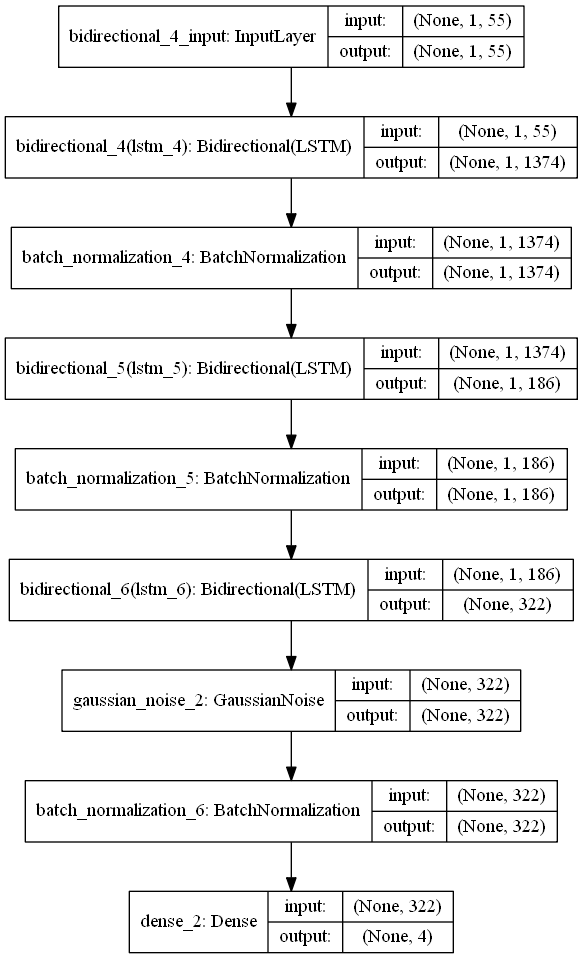 bidirectional_4_input: InputLayer
input: (None, 1, 55)
output: (None, 1, 55)
bidirectional_4(lstm_4): Bidirectional(LSTM)
input: (None, 1, 55)
output: (None, 1, 1374)
batch_normalization_4: BatchNormalization
input: (None, 1, 1374)
output: (None, 1, 1374)
bidirectional_5(lstm_5): Bidirectional(LSTM)
input: (None, 1, 1374)
output: (None, 1, 186)
batch_normalization_5: BatchNormalization
input: (None, 1, 186)
output: (None, 1, 186)
bidirectional_6(lstm_6): Bidirectional(LSTM)
input: (None, 1, 186)
output: (None, 322)
gaussian_noise_2: GaussianNoise
input: (None, 322)
output: (None, 322)
batch_normalization_6: BatchNormalization
input: (None, 322)
output: (None, 322)
dense_2: Dense
input: (None, 322)
output: (None, 4)